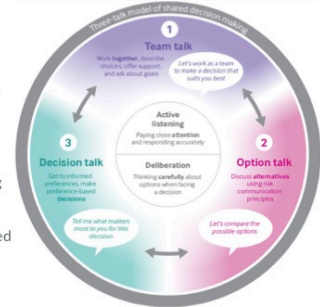 Three-talk model of shared decision making
1
Team talk
Work together, describe
choices, offer support,
and ask about goals
Let's work as a team
to make a decision that
suits you best
Active
listening
Paying close attention
and responding accurately
Deliberation
Thinking carefully about
options when facing
a decision
3
Decision talk
Get to informed
preferences, make
preference-based
decisions
Tell me what matters
most to you for this
decision
2
Option talk
Discuss alternatives
using risk
communication
principles
Let's compare the
possible options